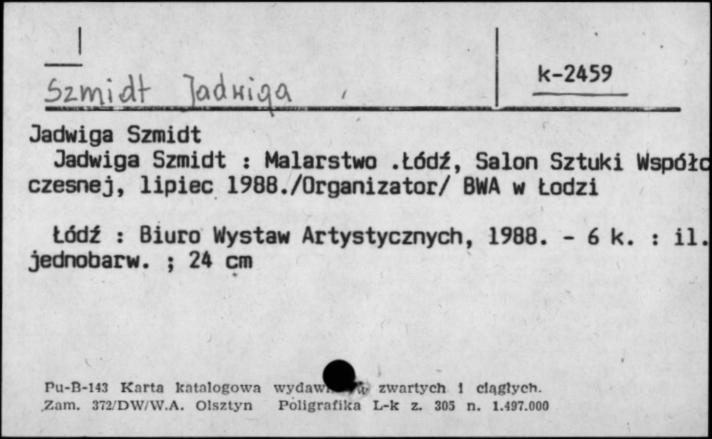 k-2459
Szmidt Jadwiga
Jadwiga Szmidt
Jadwiga Szmidt : Malarstwo .Łódź, Salon Sztuki Współc
czesnej, lipiec 1988./Organizator/ BWA w Łodzi
Łódź : Biuro Wystaw Artystycznych, 1988. - 6 k. : il.
jednobarw. ; 24 cm
Pu-B-143 Karta katalogowa zwartych i ciągłych.
Zam. 372/DW/W.A. Olsztyn Poligrafika L-k z. 305 n. 1.497.000